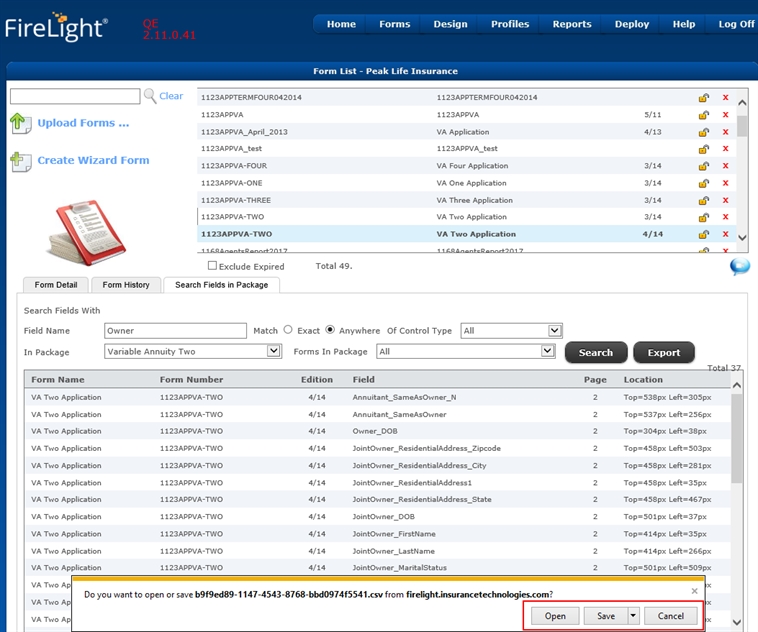 FireLight®
QE
2.11.0.41
Home Forms Design Profiles Reports Deploy Help Log Off
Form List - Peak Life Insurance
Clear
Upload Forms ...
Create Wizard Form
1123APPTERMFOUR042014 1123APPTERMFOUR042014 X
1123APPVA 1123APPVA 5/11 X
1123APPVA_April_2013 VA Application 4/13 X
1123APPVA_test 1123APPVA_test X
1123APPVA-FOUR VA Four Application 3/14 X
1123APPVA-ONE VA One Application 3/14 X
1123APPVA-THREE VA Three Application 3/14 X
1123APPVA-TWO VA Two Application 3/14 X
1123APPVA-TWO VA Two Application 4/14 X
1168AgentsReport2017 1168AgentsReport2017 X
Exclude Expired Total 49.
Form Detail Form History Search Fields in Package
Search Fields With
Field Name Owner Match Exact Anywhere Of Control Type All
In Package Variable Annuity Two Forms In Package All Search Export
Total 37
Form Name Form Number Edition Field Page Location
VA Two Application 1123APPVA-TWO 4/14 Annuitant_SameAsOwner_N 2 Top=538px Left=305px
VA Two Application 1123APPVA-TWO 4/14 Annuitant_SameAsOwner 2 Top=537px Left=256px
VA Two Application 1123APPVA-TWO 4/14 Owner_DOB 2 Top=304px Left=38px
VA Two Application 1123APPVA-TWO 4/14 JointOwner_ResidentialAddress_Zipcode 2 Top=458px Left=503px
VA Two Application 1123APPVA-TWO 4/14 JointOwner_ResidentialAddress_City 2 Top=458px Left=281px
VA Two Application 1123APPVA-TWO 4/14 JointOwner_ResidentialAddress1 2 Top=458px Left=35px
VA Two Application 1123APPVA-TWO 4/14 JointOwner_ResidentialAddress_State 2 Top=458px Left=467px
VA Two Application 1123APPVA-TWO 4/14 JointOwner_DOB 2 Top=501px Left=37px
VA Two Application 1123APPVA-TWO 4/14 JointOwner_FirstName 2 Top=414px Left=35px
VA Two Application 1123APPVA-TWO 4/14 JointOwner_LastName 2 Top=414px Left=266px
VA Two Application 1123APPVA-TWO 4/14 JointOwner_MaritalStatus 2 Top=501px Left=509px
VA Two Ap
VA Two Ap
VA Two Ap
Do you want to open or save b9f9ed89-1147-4543-8768-bbd0974f5541.csv from firelight.insurancetechnologies.com?
Open Save Cancel